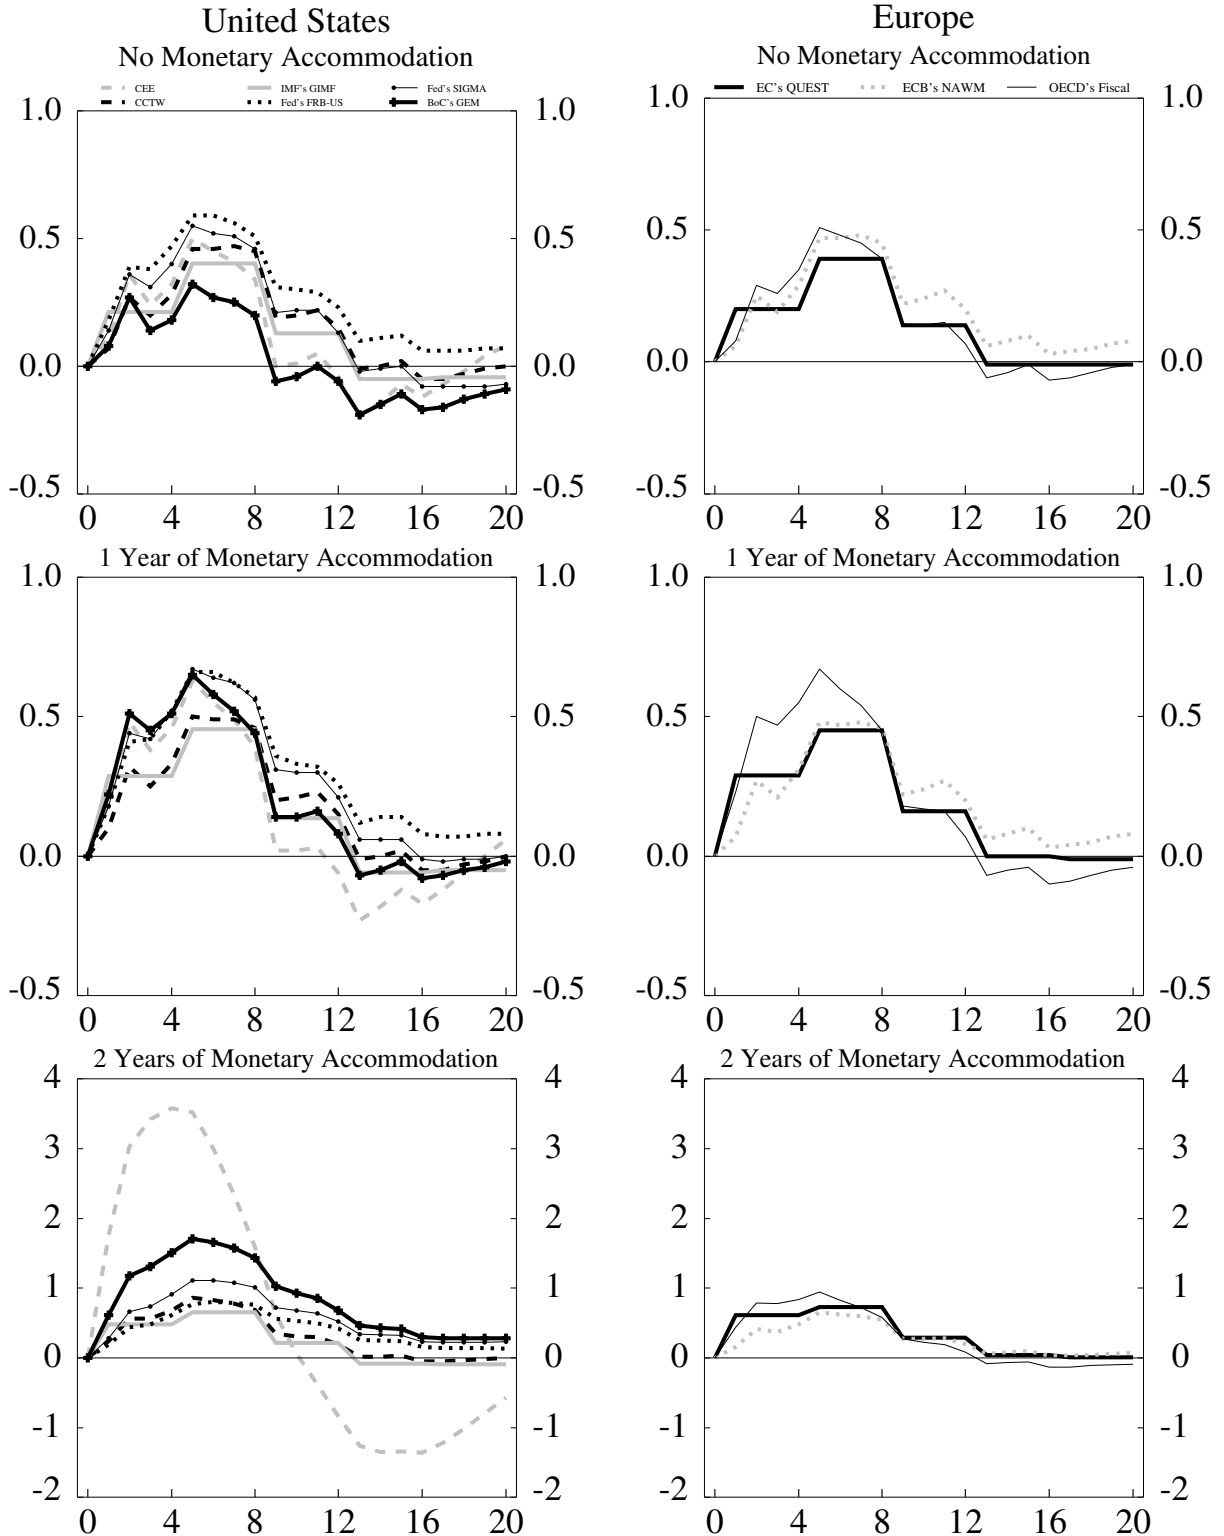 United States
Europe
No Monetary Accommodation
No Monetary Accommodation
CEE IMF's GIMF Fed's SIGMA
CCTW Fed's FRB-US BoC's GEM
EC's QUEST ECB's NAWM OECD's Fiscal
1.0 1.0 1.0 1.0
0.5 0.5 0.5 0.5
0.0 0.0 0.0 0.0
-0.5 -0.5 -0.5 -0.5
0 4 8 12 16 20 0 4 8 12 16 20
1 Year of Monetary Accommodation
1 Year of Monetary Accommodation
1.0 1.0 1.0 1.0
0.5 0.5 0.5 0.5
0.0 0.0 0.0 0.0
-0.5 -0.5 -0.5 -0.5
0 4 8 12 16 20 0 4 8 12 16 20
2 Years of Monetary Accommodation
2 Years of Monetary Accommodation
4 4 4 4
3 3 3 3
2 2 2 2
1 1 1 1
0 0 0 0
-1 -1 -1 -1
-2 -2 -2 -2
0 4 8 12 16 20 0 4 8 12 16 20